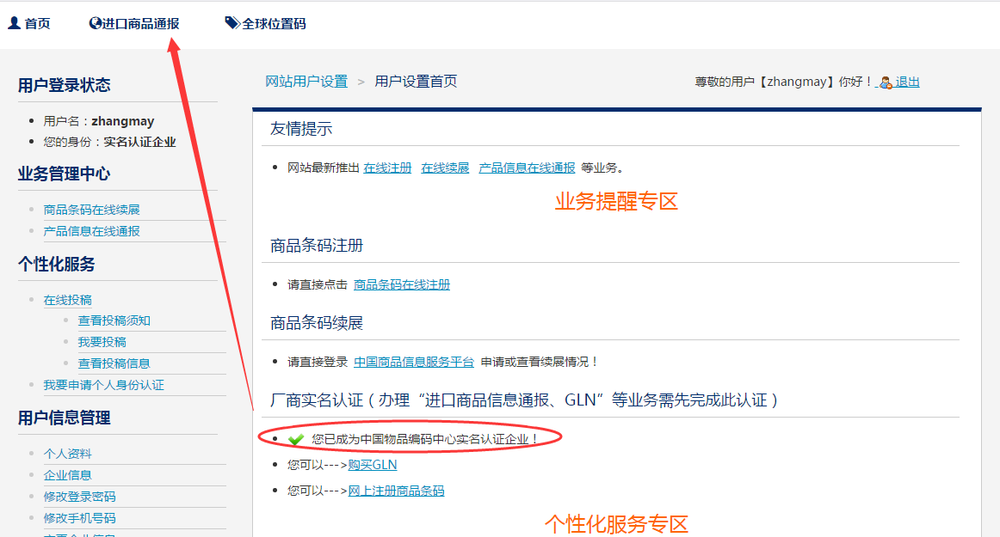 首页 进口商品通报 全球位置码
用户登录状态
用户名：zhangmay
您的身份：实名认证企业
业务管理中心
商品条码在线续展
产品信息在线通报
个性化服务
在线投稿
查看投稿须知
我要投稿
查看投稿信息
我要申请个人身份认证
用户信息管理
个人资料
企业信息
修改登录密码
修改手机号码
网站用户设置 > 用户设置首页
尊敬的用户【zhangmay】你好！ 退出
友情提示
网站最新推出 在线注册 在线续展 产品信息在线通报 等业务。
业务提醒专区
商品条码注册
请直接点击 商品条码在线注册
商品条码续展
请直接登录 中国商品信息服务平台 申请或查看续展情况！
厂商实名认证（办理“进口商品信息通报、GLN”等业务需先完成此认证）
您已成为中国物品编码中心实名认证企业！
您可以--->购买GLN
您可以--->网上注册商品条码
个性化服务专区